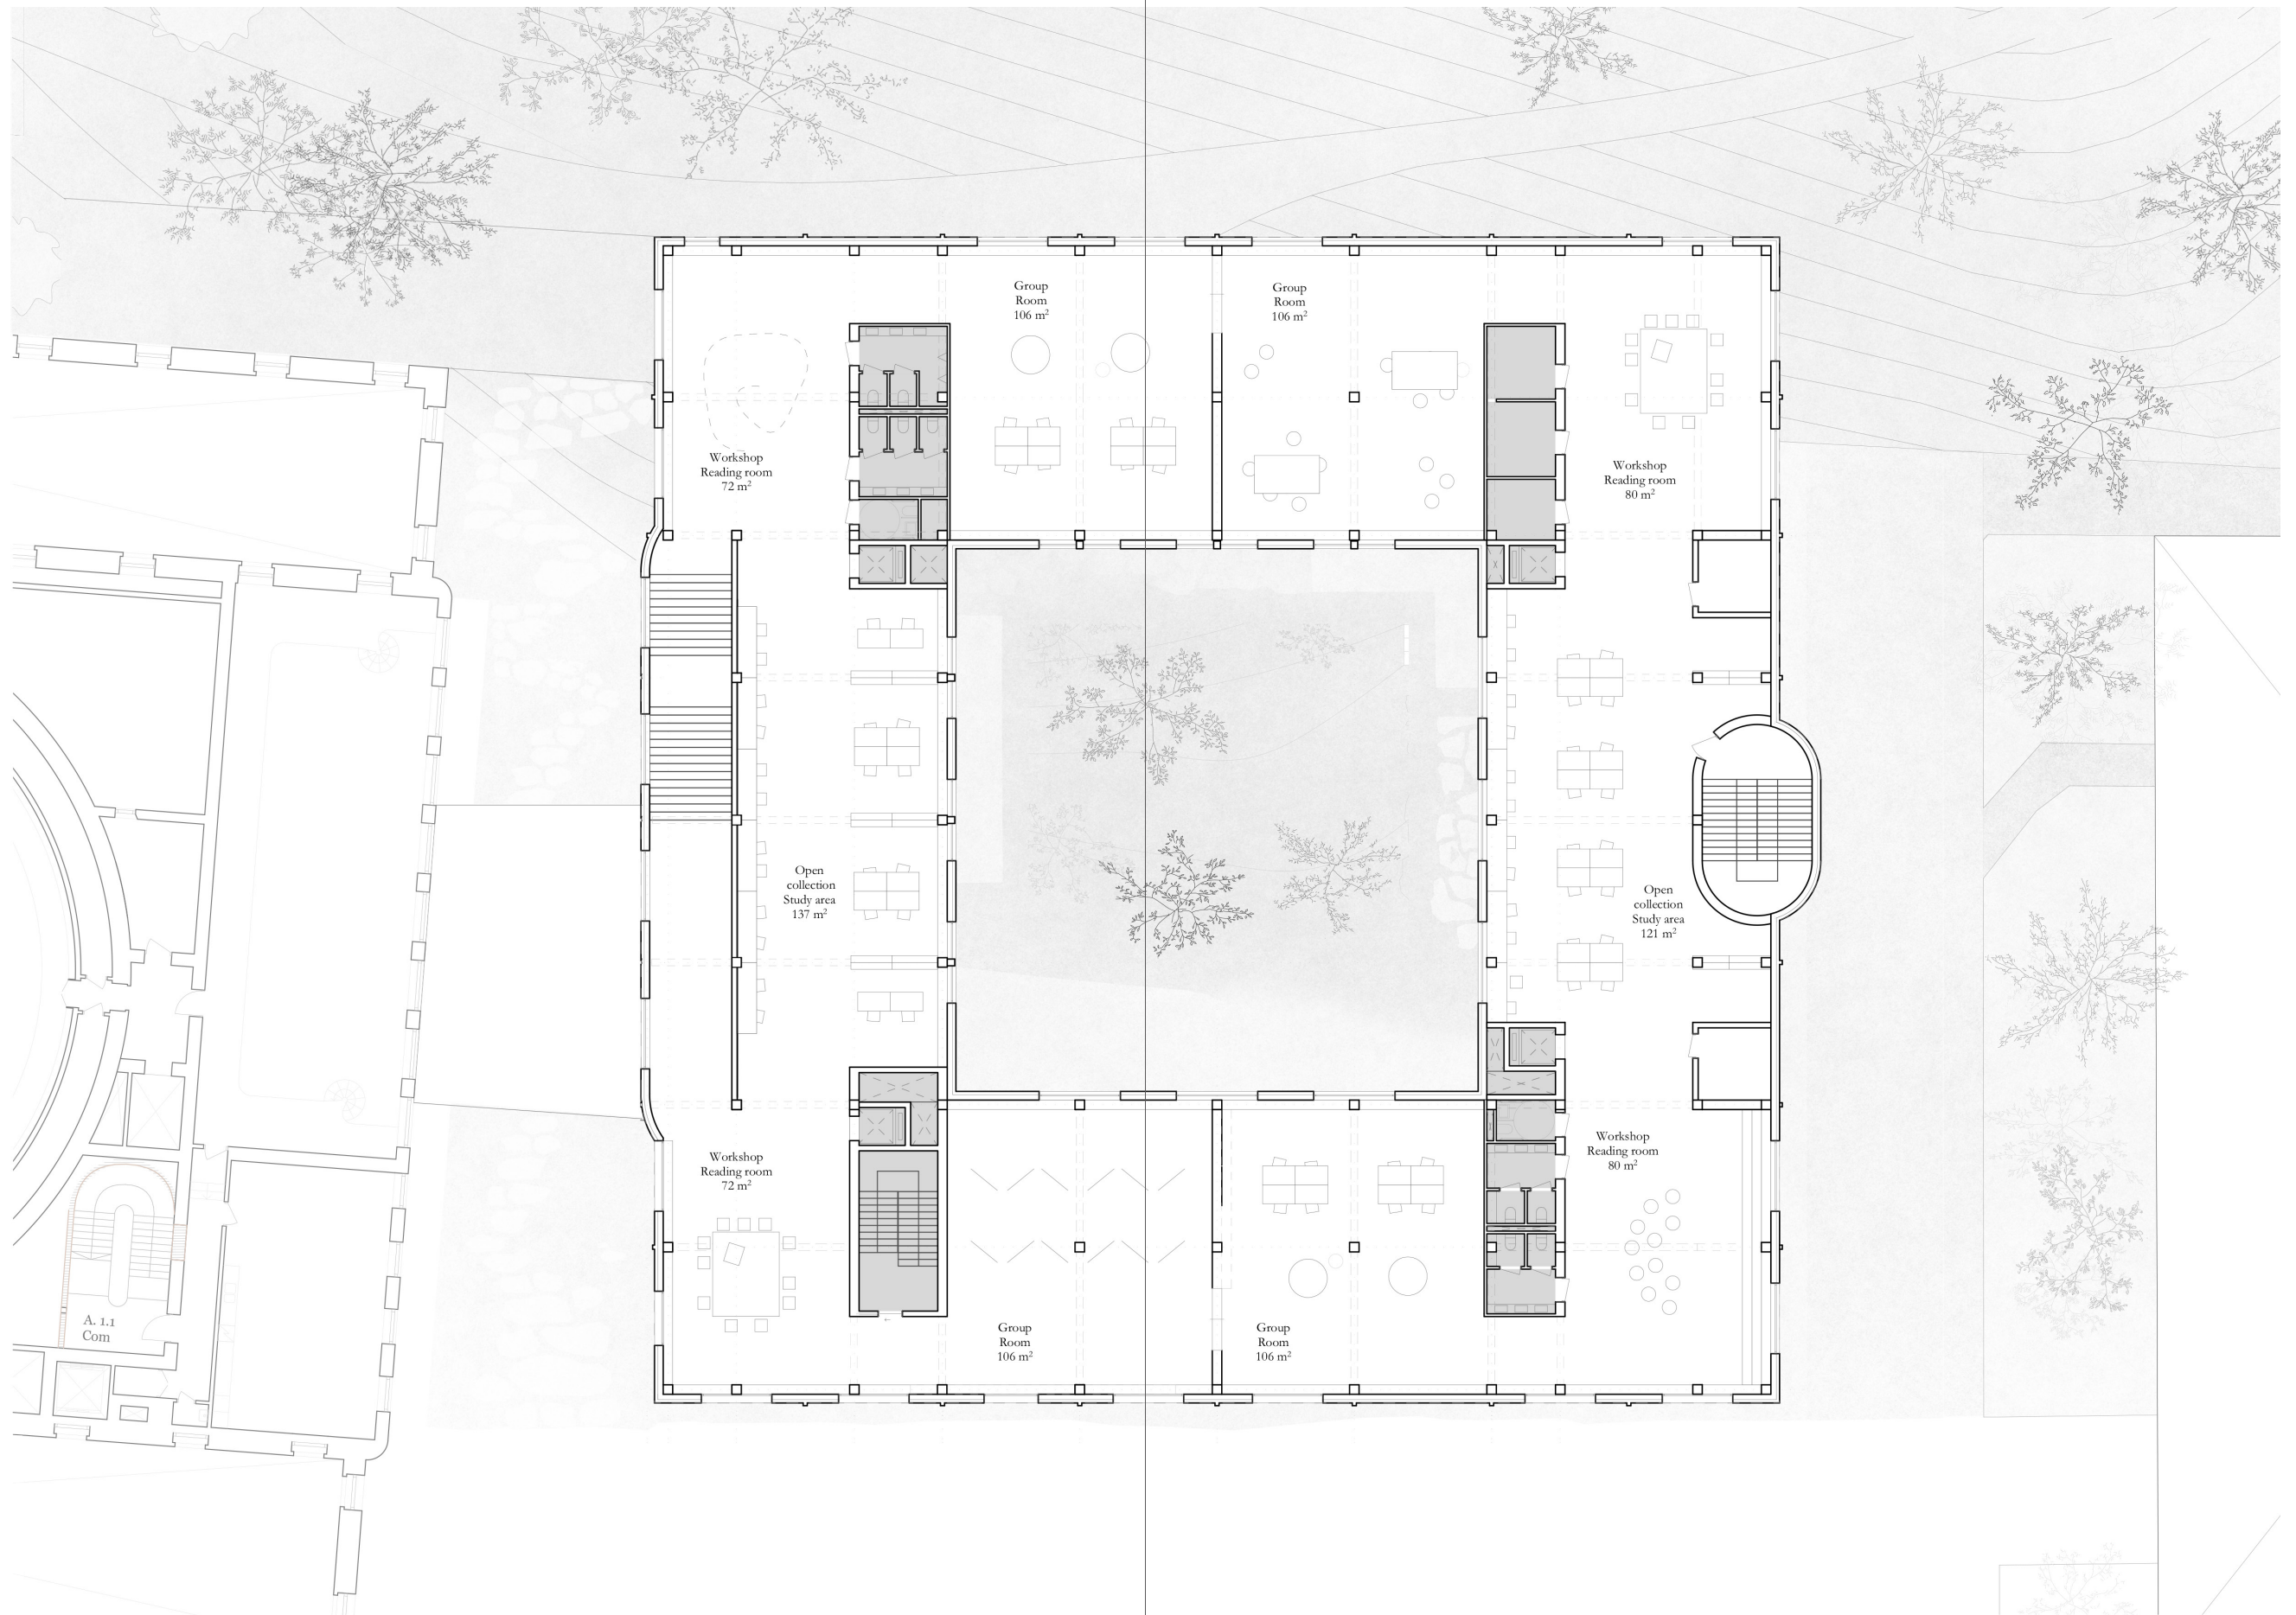 Group
Room
106 m²
Group
Room
106 m²
Workshop
Reading room
72 m²
Workshop
Reading room
80 m²
Open
collection
Study area
137 m²
Open
collection
Study area
121 m²
Workshop
Reading room
72 m²
Workshop
Reading room
80 m²
Group
Room
106 m²
Group
Room
106 m²
A. 1.1
Com